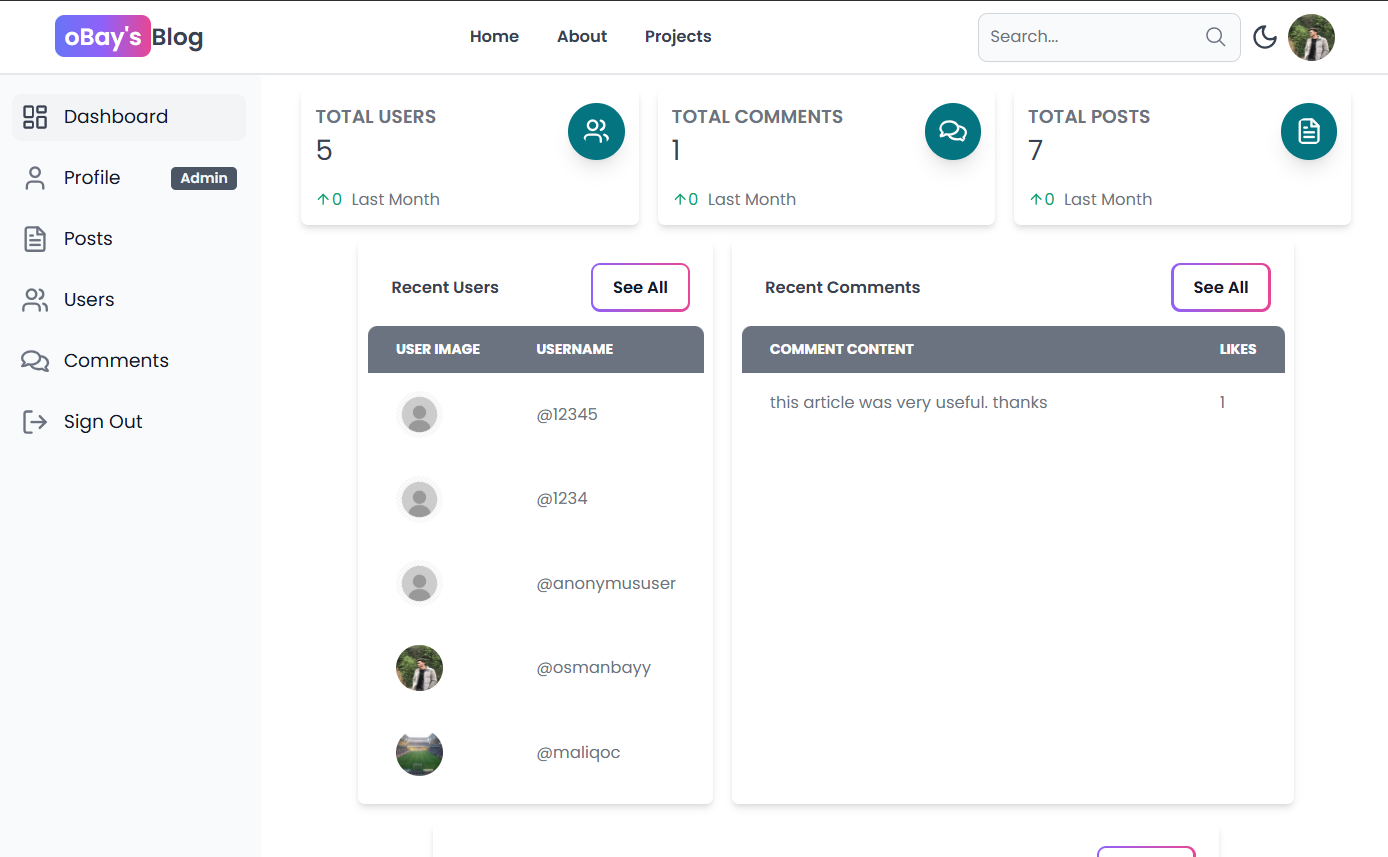 oBay's Blog
Home About Projects
Search...
Dashboard
Profile Admin
Posts
Users
Comments
Sign Out
TOTAL USERS
5
0 Last Month
TOTAL COMMENTS
1
0 Last Month
TOTAL POSTS
7
0 Last Month
Recent Users See All
USER IMAGE USERNAME
@12345
@1234
@anonymususer
@osmanbayy
@maliqoc
Recent Comments See All
COMMENT CONTENT LIKES
this article was very useful. thanks 1